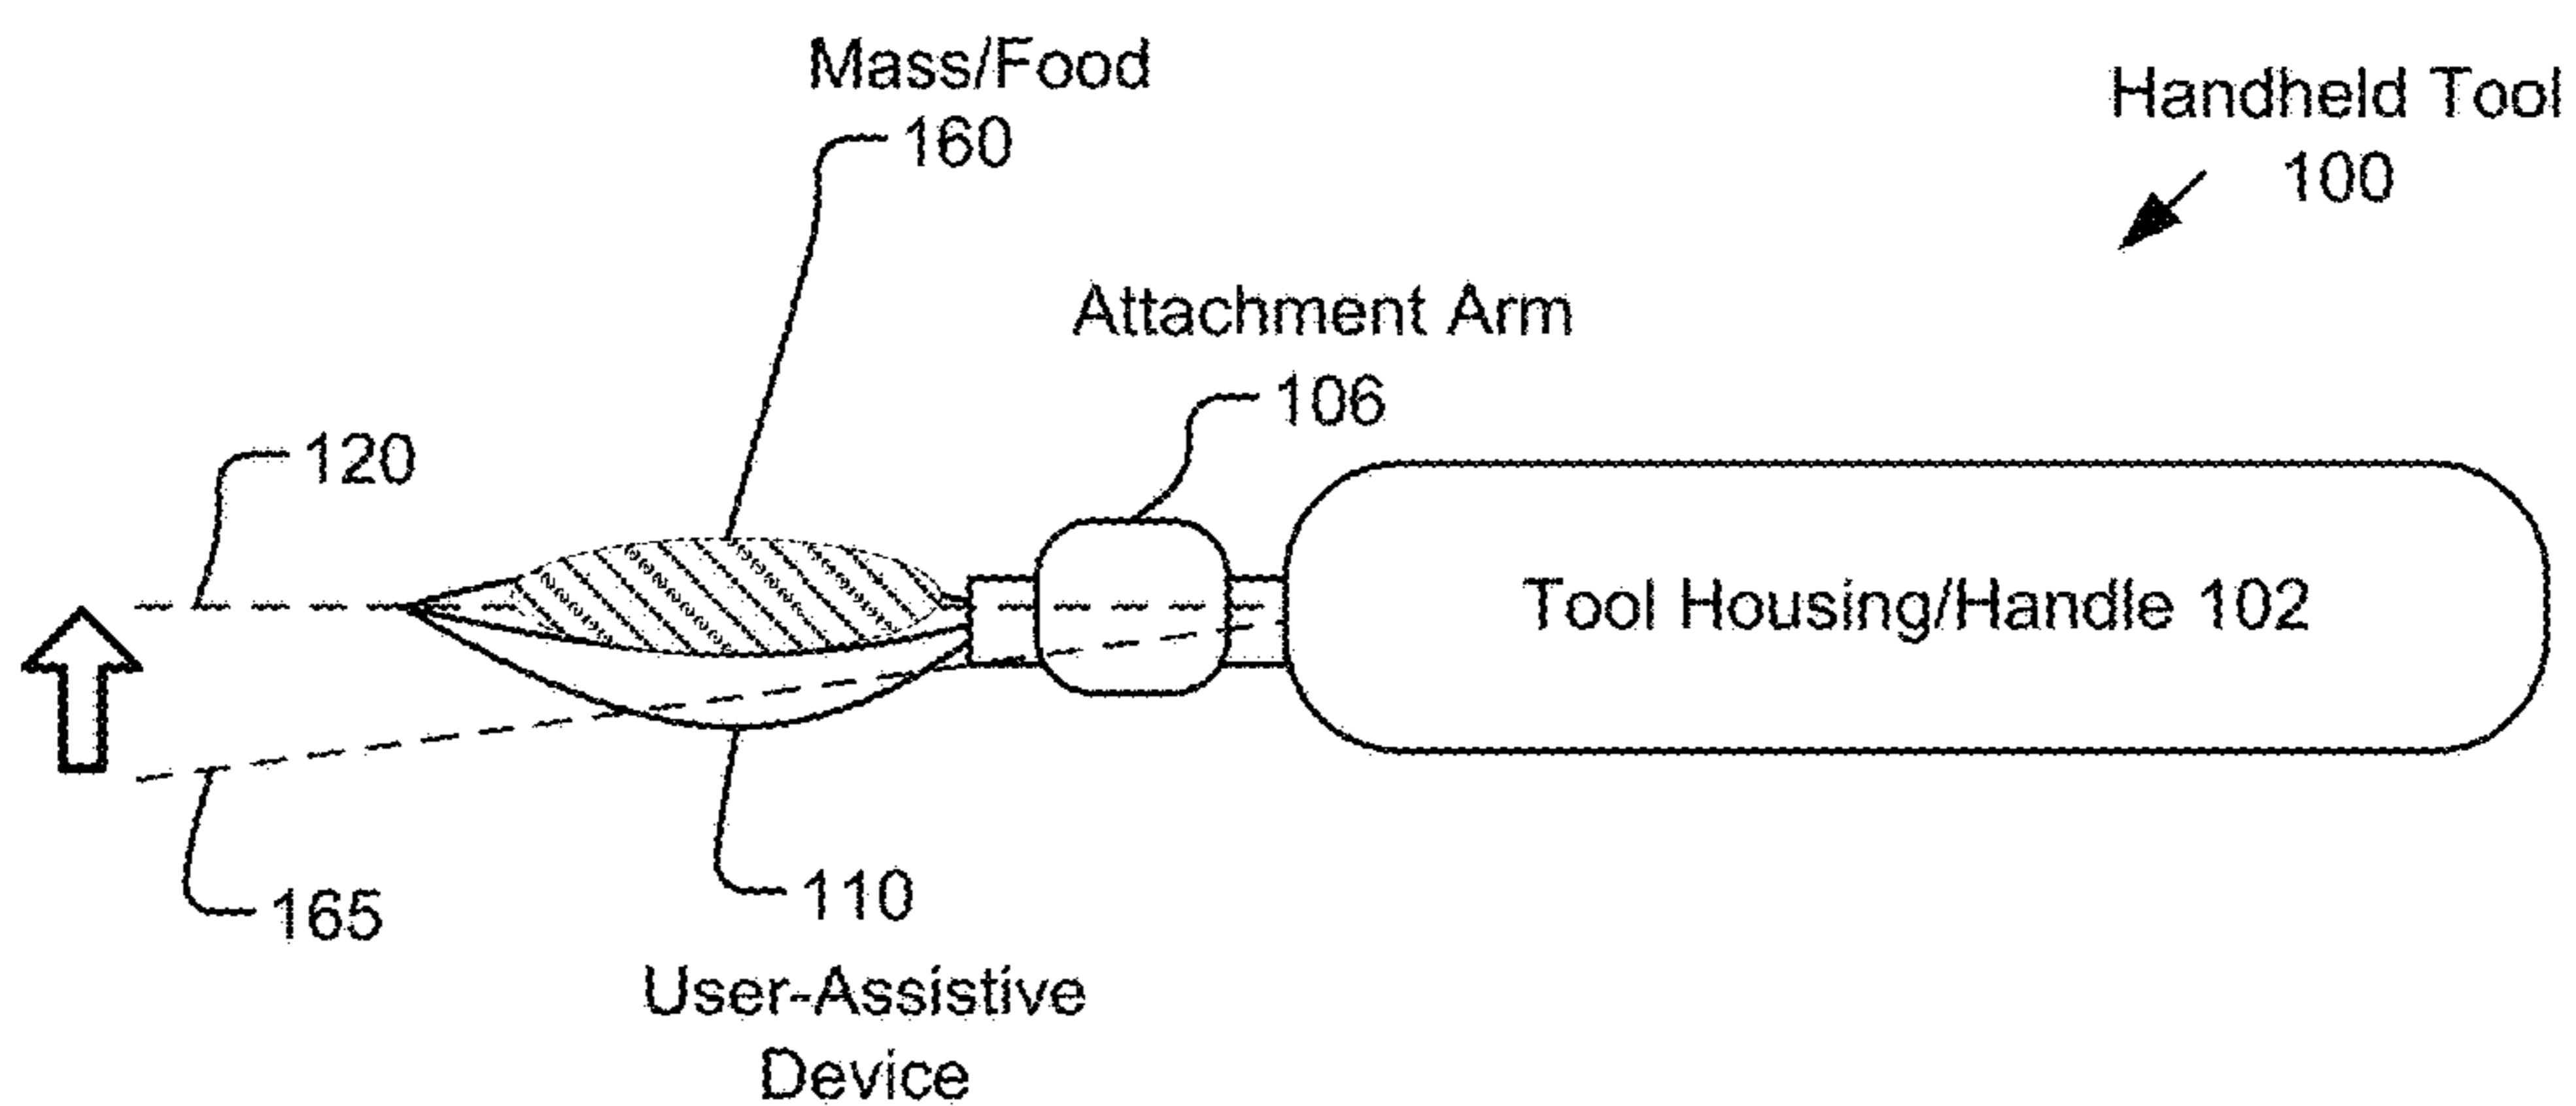 Mass/Food
160
Handheld Tool
100
Attachment Arm
106
120
Tool Housing/Handle 102
165
110
User-Assistive
Device